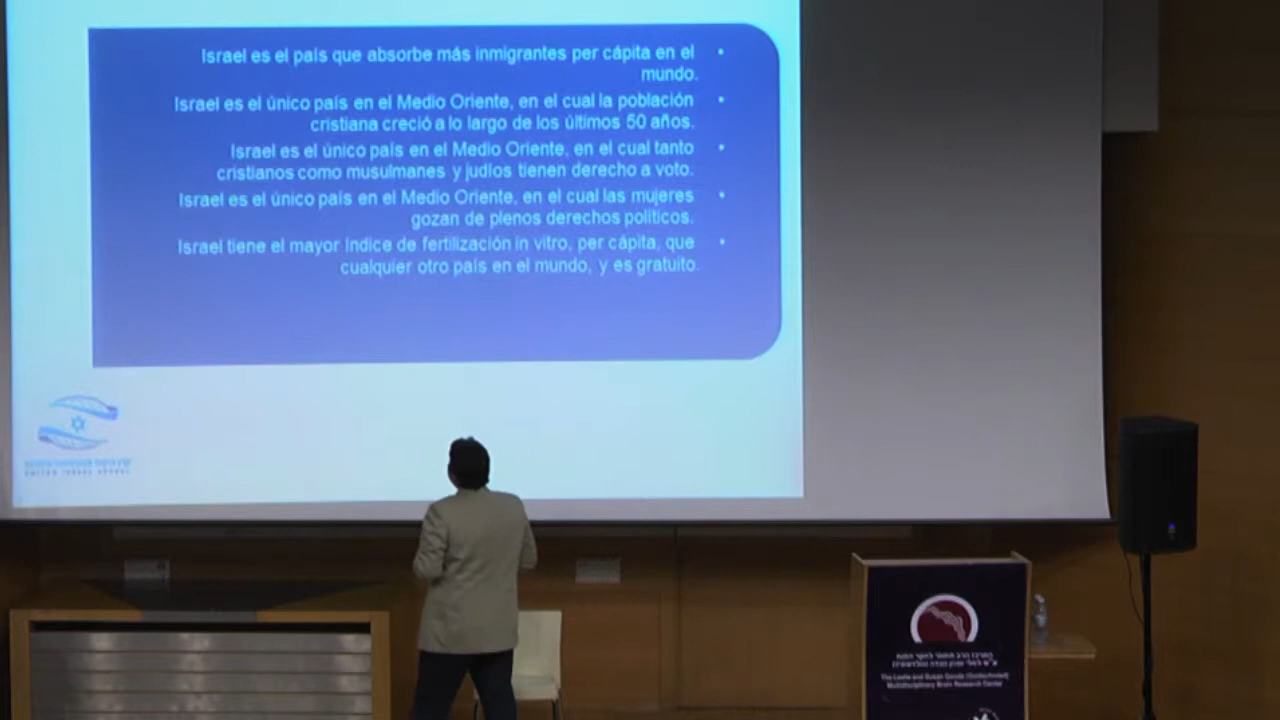 Israel es el país que absorbe más inmigrantes per cápita en el
mundo.
Israel es el único país en el Medio Oriente, en el cual la población
cristiana creció a lo largo de los últimos 50 años.
Israel es el único país en el Medio Oriente, en el cual tanto
cristianos como musulmanes y judíos tienen derecho a voto.
Israel es el único país en el Medio Oriente, en el cual las mujeres
gozan de plenos derechos políticos.
Israel tiene el mayor índice de fertilización in vitro, per cápita, que
cualquier otro país en el mundo, y es gratuito.
UNITED ISRAEL APPEAL
The Leslie and Susan Gonda (Goldschmied)
Multidisciplinary Brain Research Center